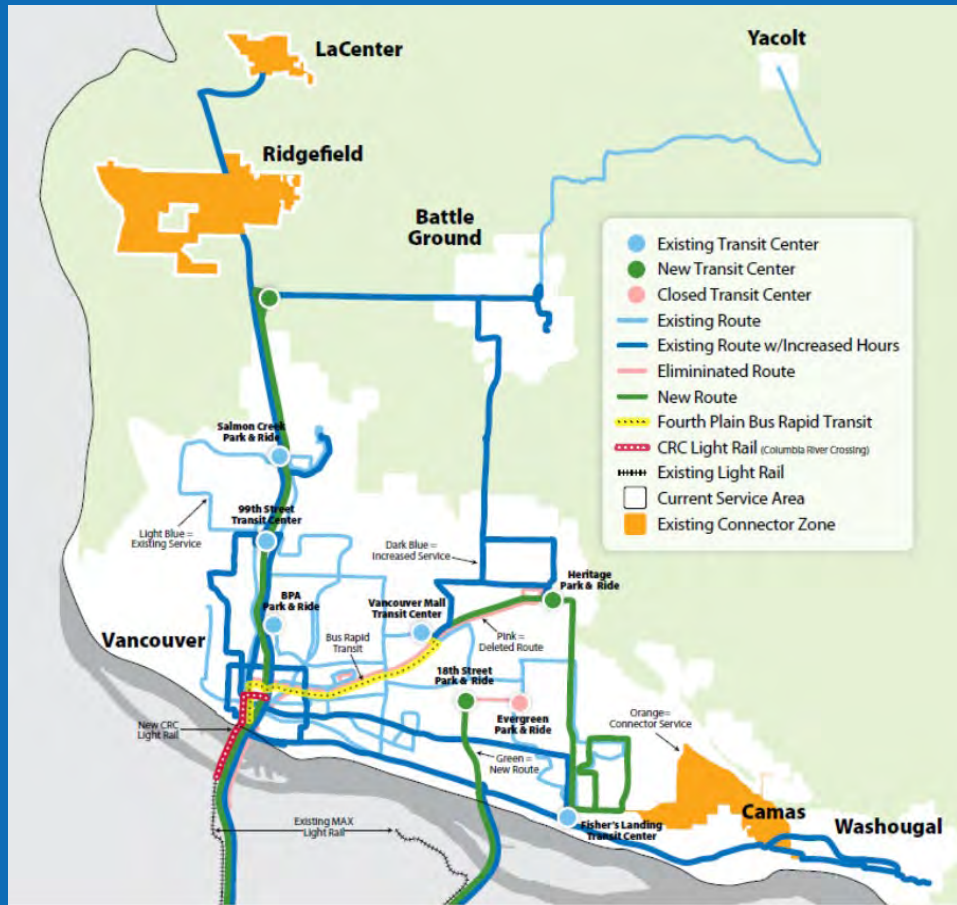 LaCenter
Yacolt
Ridgefield
Battle
Ground
Existing Transit Center
New Transit Center
Closed Transit Center
Existing Route
Existing Route w/Increased Hours
Elimininated Route
New Route
Fourth Plain Bus Rapid Transit
CRC Light Rail (Columbia River Crossing)
Existing Light Rail
Current Service Area
Existing Connector Zone
Salmon Creek
Park & Ride
99th Street
Transit Center
Light Blue =
Existing Service
Dark Blue =
Increased Service
Heritage
Park & Ride
BPA
Park & Ride
Vancouver Mall
Transit Center
Vancouver
Bus Rapid
Transit
Pink =
Deleted Route
18th Street
Park & Ride
Evergreen
Park & Ride
Orange=
Connector Service
New CRC
Light Rail
Green =
New Route
Existing MAX
Light Rail
Fisher's Landing
Transit Center
Camas
Washougal